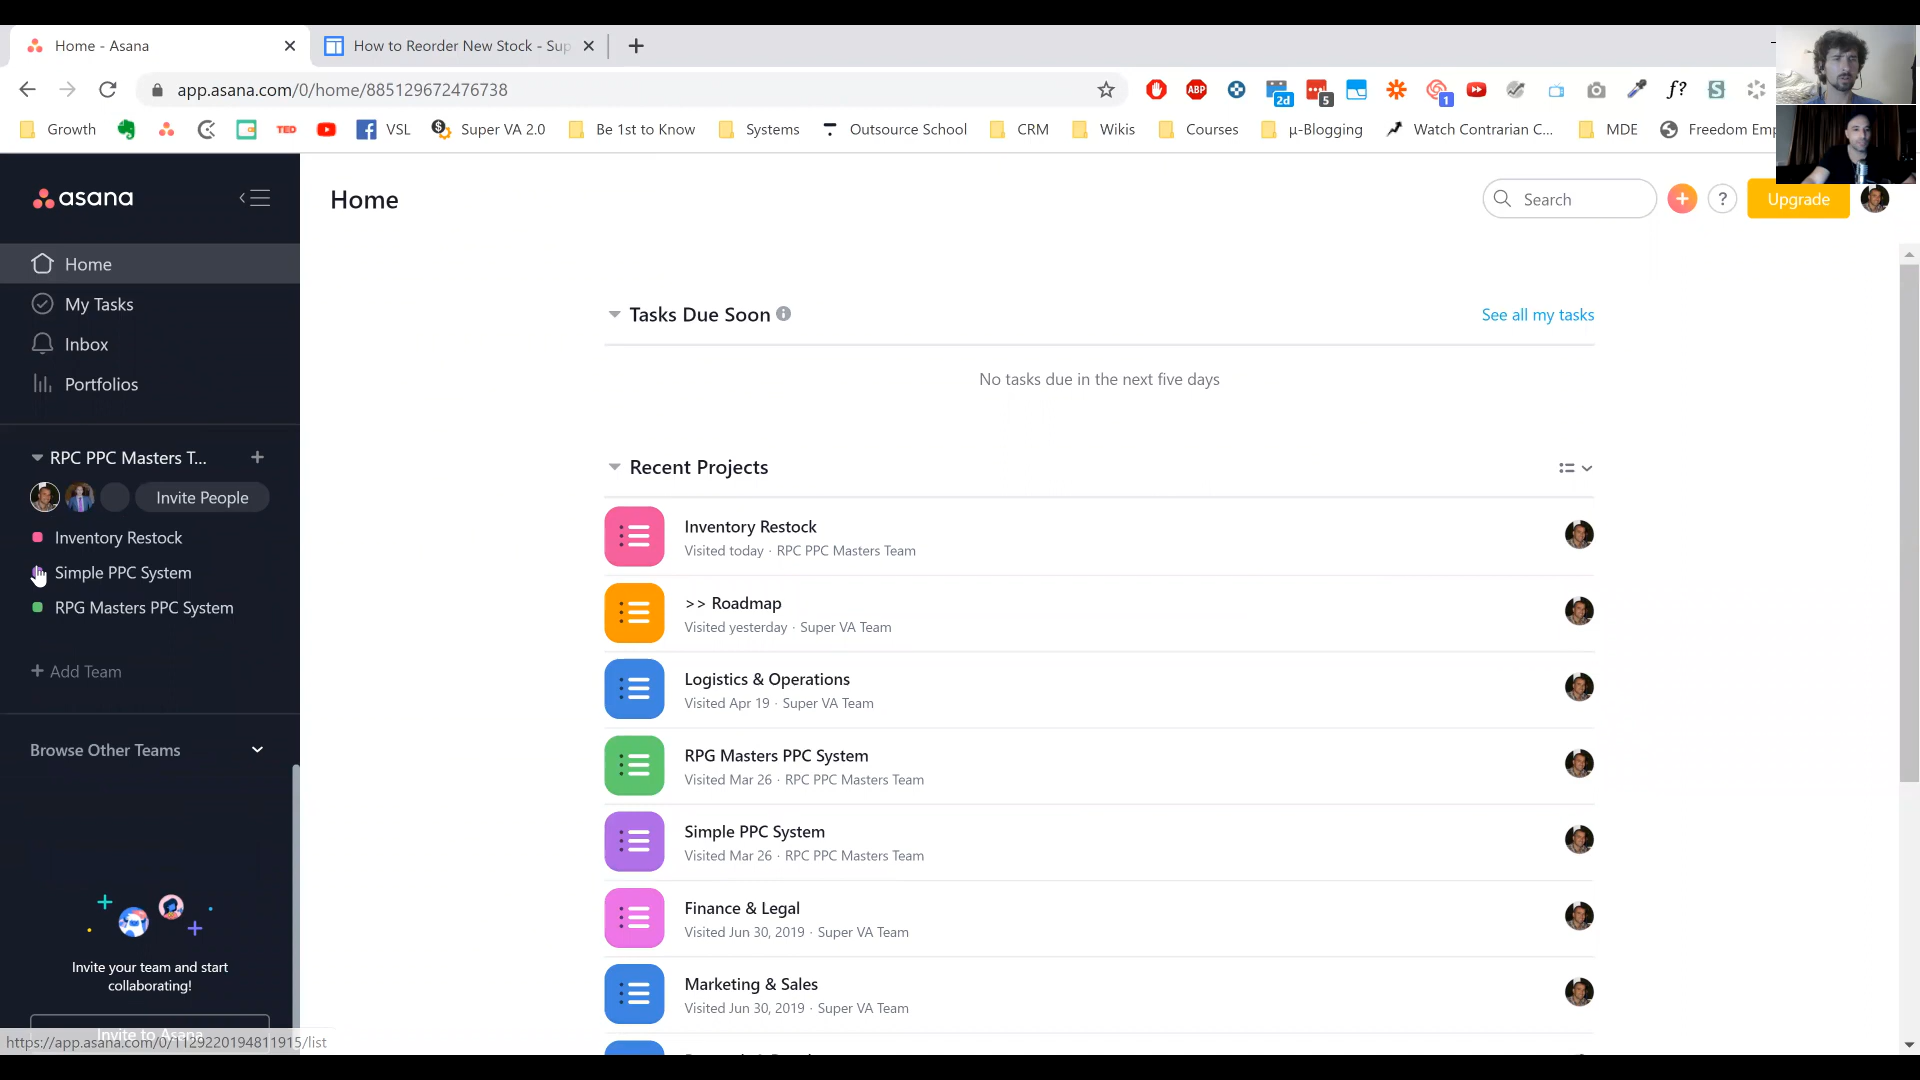 Home - Asana
How to Reorder New Stock - Sup
app.asana.com/0/home/885129672476738
ABP
2d
5
1
f?
Growth
TED
VSL
Super VA 2.0
Be 1st to Know
Systems
Outsource School
CRM
Wikis
Courses
µ-Blogging
Watch Contrarian C...
MDE
Freedom Emp
asana
Home
Search
?
Upgrade
Home
My Tasks
Inbox
Portfolios
Tasks Due Soon
See all my tasks
No tasks due in the next five days
RPC PPC Masters T...
Invite People
Inventory Restock
Simple PPC System
RPG Masters PPC System
+ Add Team
Browse Other Teams
Invite your team and start
collaborating!
Invite to Asana
https://app.asana.com/0/1129220194811915/list
Recent Projects
Inventory Restock
Visited today · RPC PPC Masters Team
>> Roadmap
Visited yesterday · Super VA Team
Logistics & Operations
Visited Apr 19 · Super VA Team
RPG Masters PPC System
Visited Mar 26 · RPC PPC Masters Team
Simple PPC System
Visited Mar 26 · RPC PPC Masters Team
Finance & Legal
Visited Jun 30, 2019 · Super VA Team
Marketing & Sales
Visited Jun 30, 2019 · Super VA Team